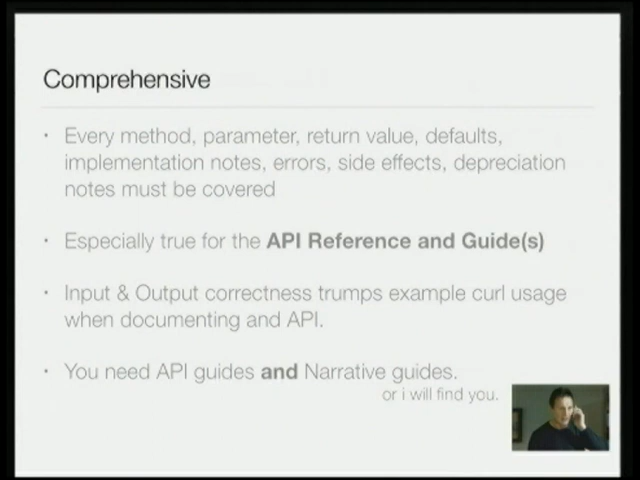 Comprehensive
• Every method, parameter, return value, defaults,
implementation notes, errors, side effects, depreciation
notes must be covered
• Especially true for the API Reference and Guide(s)
• Input & Output correctness trumps example curl usage
when documenting and API.
• You need API guides and Narrative guides.
or i will find you.